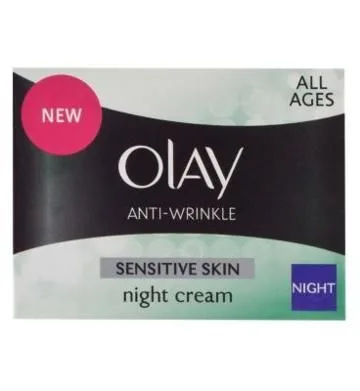 NEW
ALL
AGES
OLAY
ANTI-WRINKLE
SENSITIVE SKIN
night cream
NIGHT